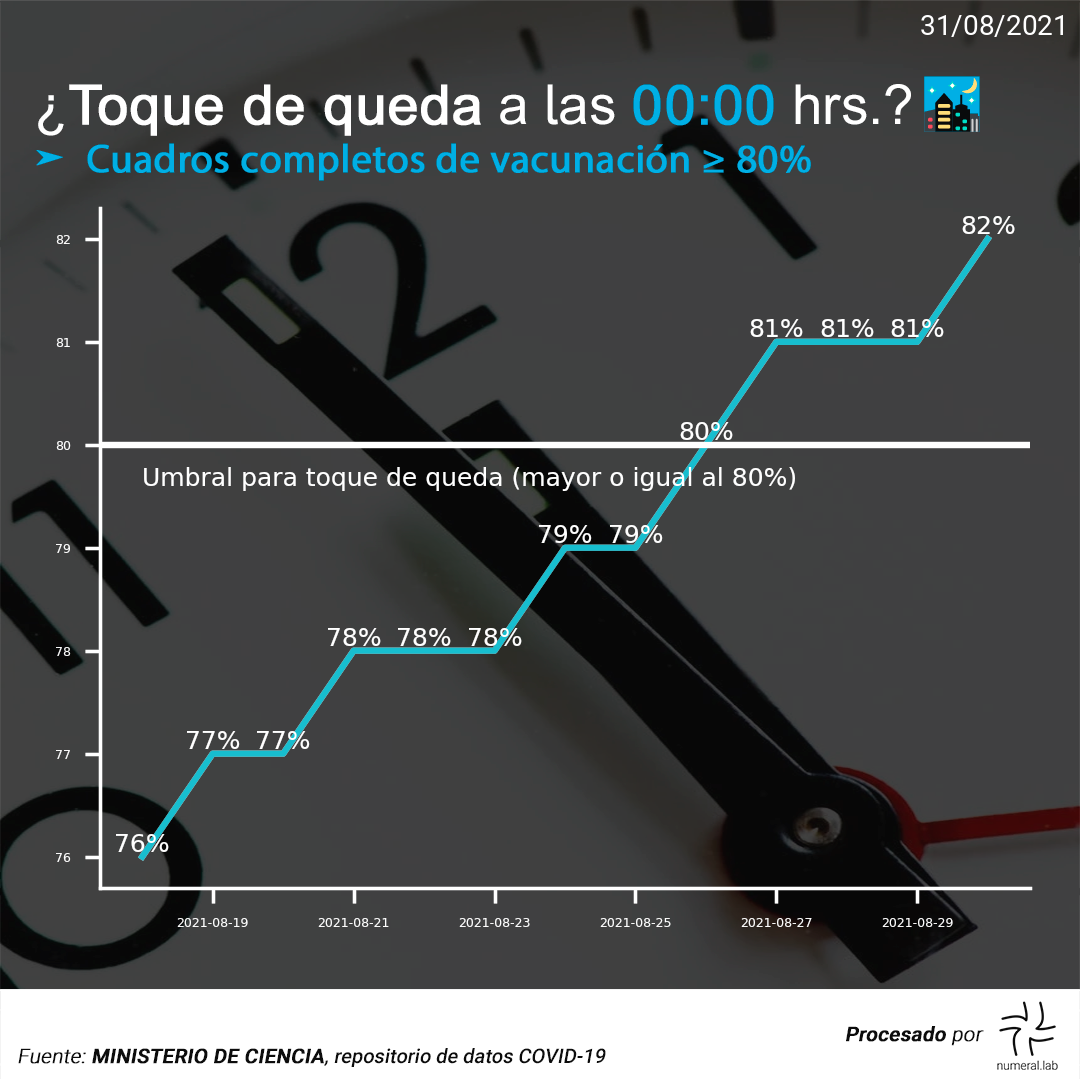 31/08/2021
¿Toque de queda a las 00:00 hrs.?
➤ Cuadros completos de vacunación ≥ 80%
82
81
80
79
78
77
76
82%
81% 81% 81%
80%
Umbral para toque de queda (mayor o igual al 80%)
79% 79%
78% 78% 78%
77% 77%
76%
2021-08-19 2021-08-21 2021-08-23 2021-08-25 2021-08-27 2021-08-29
12
1
11
Fuente: MINISTERIO DE CIENCIA, repositorio de datos COVID-19
Procesado por
numeral.lab